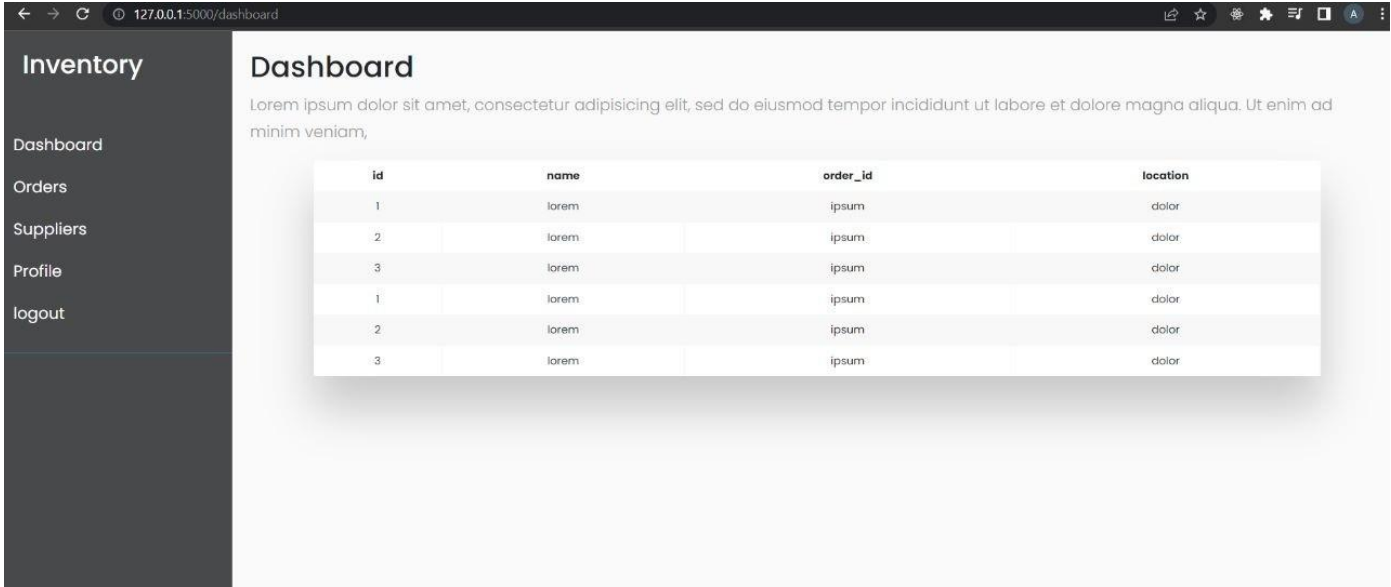 127.0.0.1:5000/dashboard
A
Inventory
Dashboard
Orders
Suppliers
Profile
logout
Dashboard
Lorem ipsum dolor sit amet, consectetur adipisicing elit, sed do eiusmod tempor incididunt ut labore et dolore magna aliqua. Ut enim ad
minim veniam,
id name order_id location
1 lorem ipsum dolor
2 lorem ipsum dolor
3 lorem ipsum dolor
1 lorem ipsum dolor
2 lorem ipsum dolor
3 lorem ipsum dolor